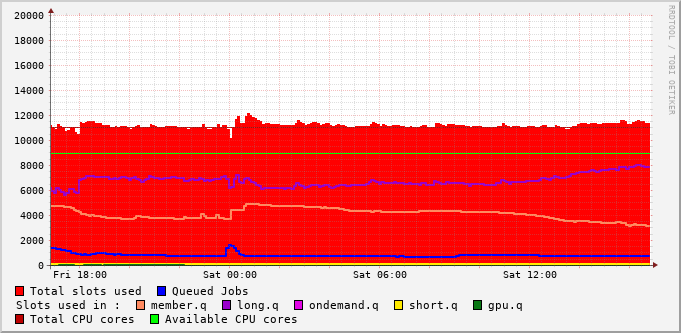 20000
18000
16000
14000
12000
10000
8000
6000
4000
2000
0
Fri 18:00 Sat 00:00 Sat 06:00 Sat 12:00
RRDTOOL / TOBI OETIKER
Total slots used Queued Jobs
Slots used in : member.q long.q ondemand.q short.q gpu.q
Total CPU cores Available CPU cores